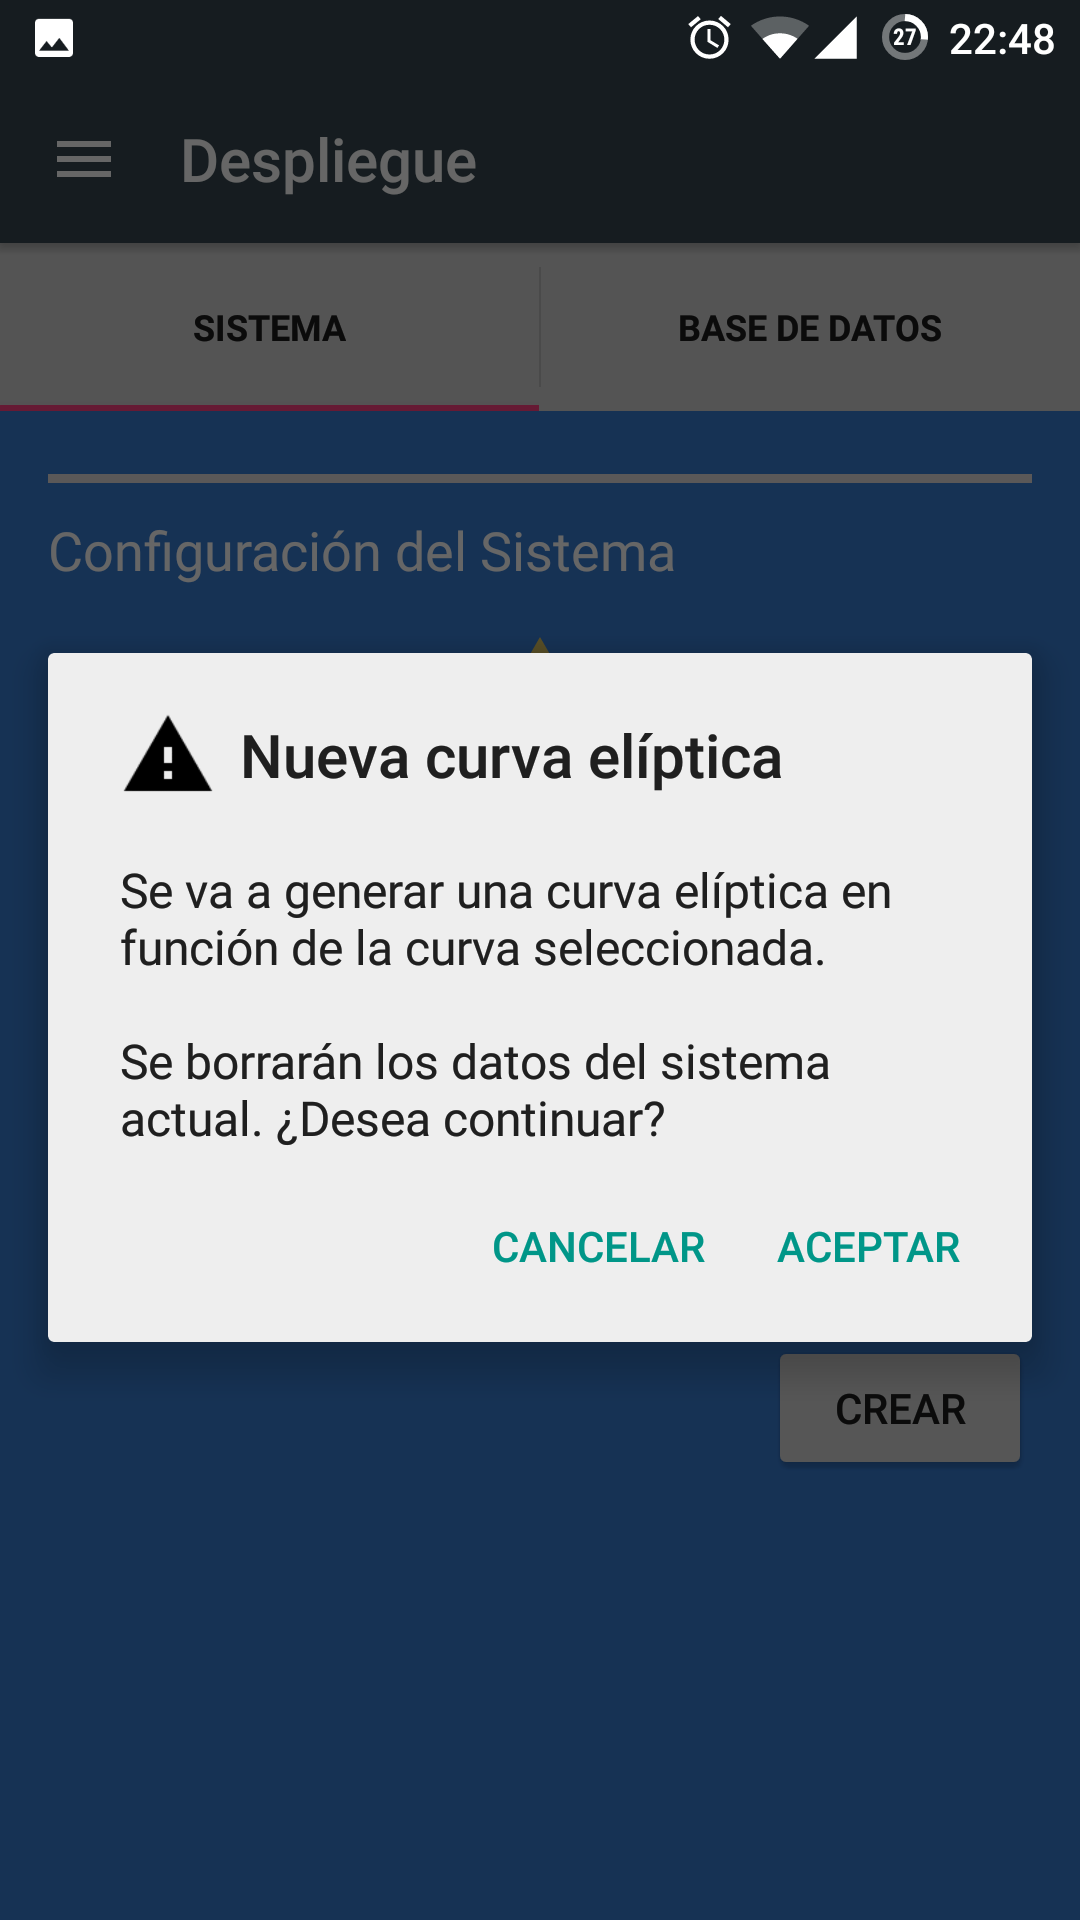 27 22:48
Despliegue
SISTEMA
BASE DE DATOS
Configuración del Sistema
Nueva curva elíptica
Se va a generar una curva elíptica en
función de la curva seleccionada.
Se borrarán los datos del sistema
actual. ¿Desea continuar?
CANCELAR ACEPTAR
CREAR